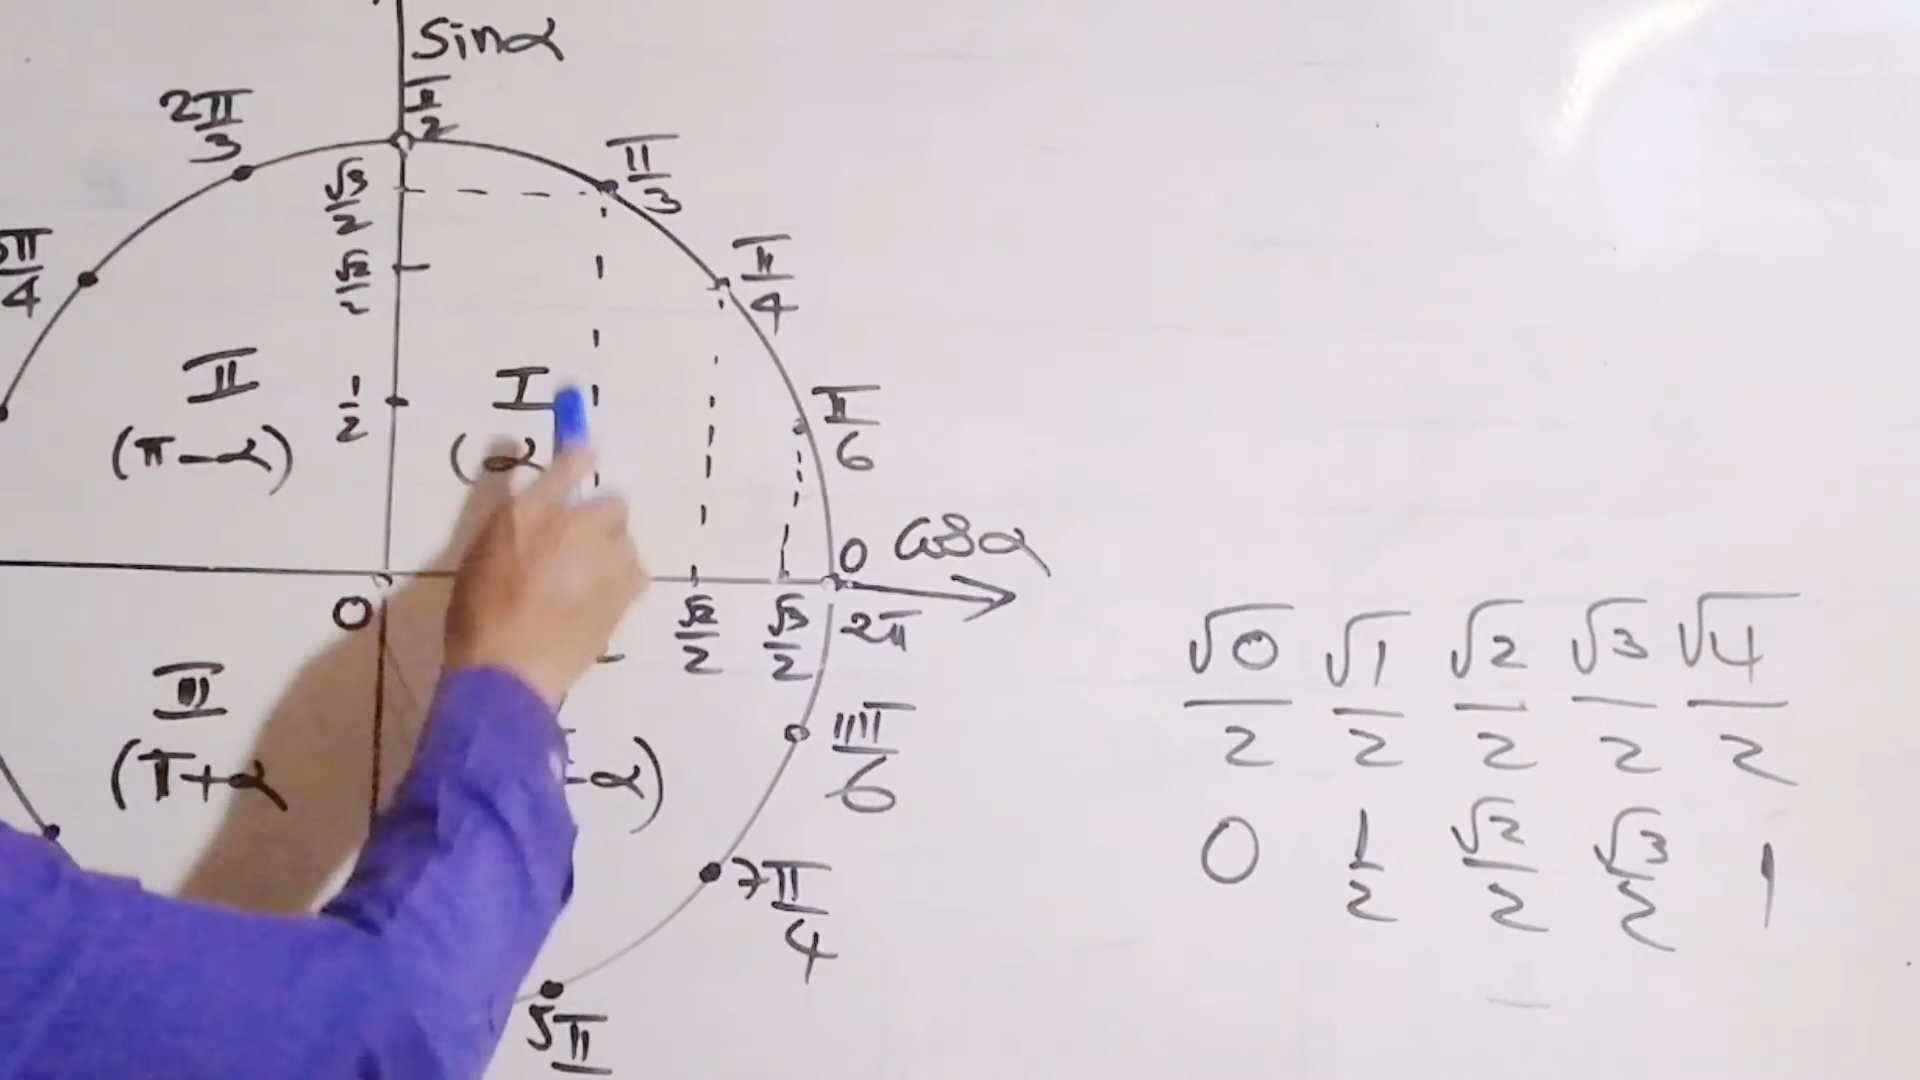 sinα
π/2
2π/3
π/3
√3/2
π/4
π/4
√2/2
II
I
π/6
1/2
(π-α)
(α
0
cosα
0
√2/2
√3/2
2π
√0/2 √1/2 √2/2 √3/2 √4/2
III
11π/6
(π+α
-α)
0 1/2 √2/2 √3/2 1
7π/4
5π